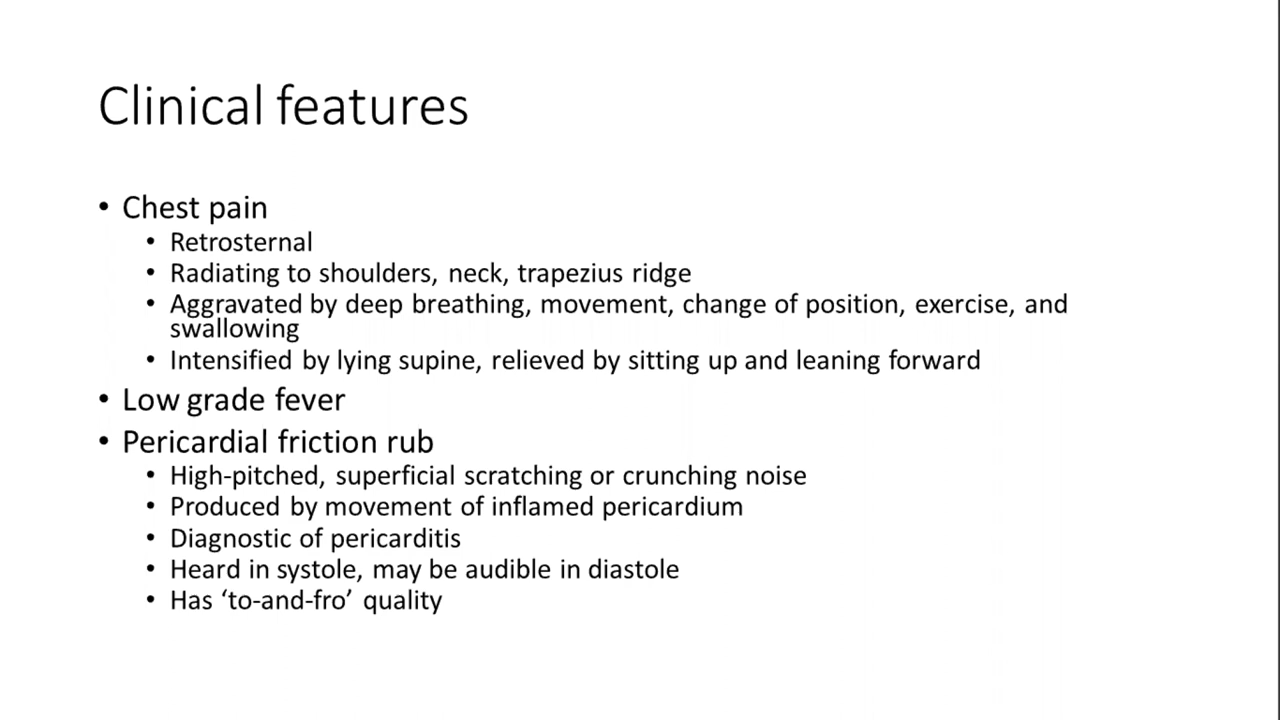 Clinical features
• Chest pain
• Retrosternal
• Radiating to shoulders, neck, trapezius ridge
• Aggravated by deep breathing, movement, change of position, exercise, and
swallowing
• Intensified by lying supine, relieved by sitting up and leaning forward
• Low grade fever
• Pericardial friction rub
• High-pitched, superficial scratching or crunching noise
• Produced by movement of inflamed pericardium
• Diagnostic of pericarditis
• Heard in systole, may be audible in diastole
• Has ‘to-and-fro’ quality